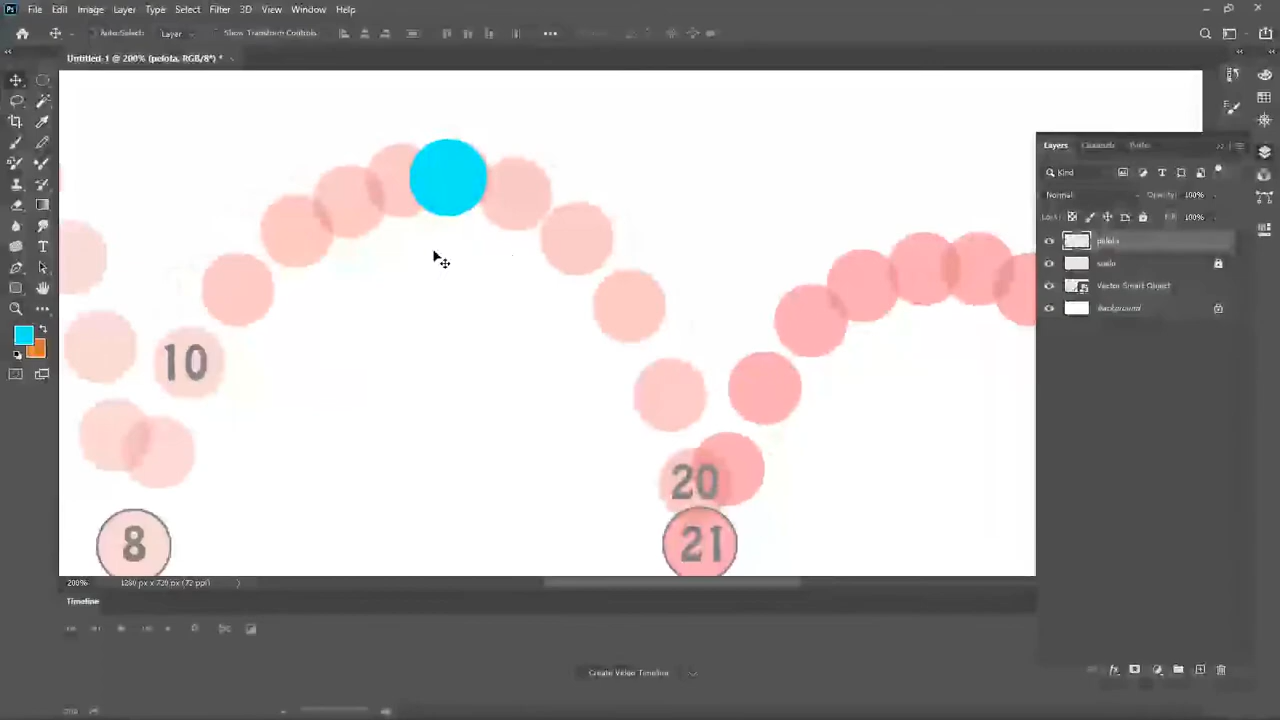 Ps File Edit Image Layer Type Select Filter 3D View Window Help
Auto-Select: Layer Show Transform Controls
Untitled-1 @ 200% (pelota, RGB/8*) *
Layers Channels Paths
Kind
Normal Opacity: 100%
Lock: Fill: 100%
pelota
suelo
Vector Smart Object
background
10
20
8
21
200% 1280 px x 720 px (72 ppi)
Timeline
Create Video Timeline